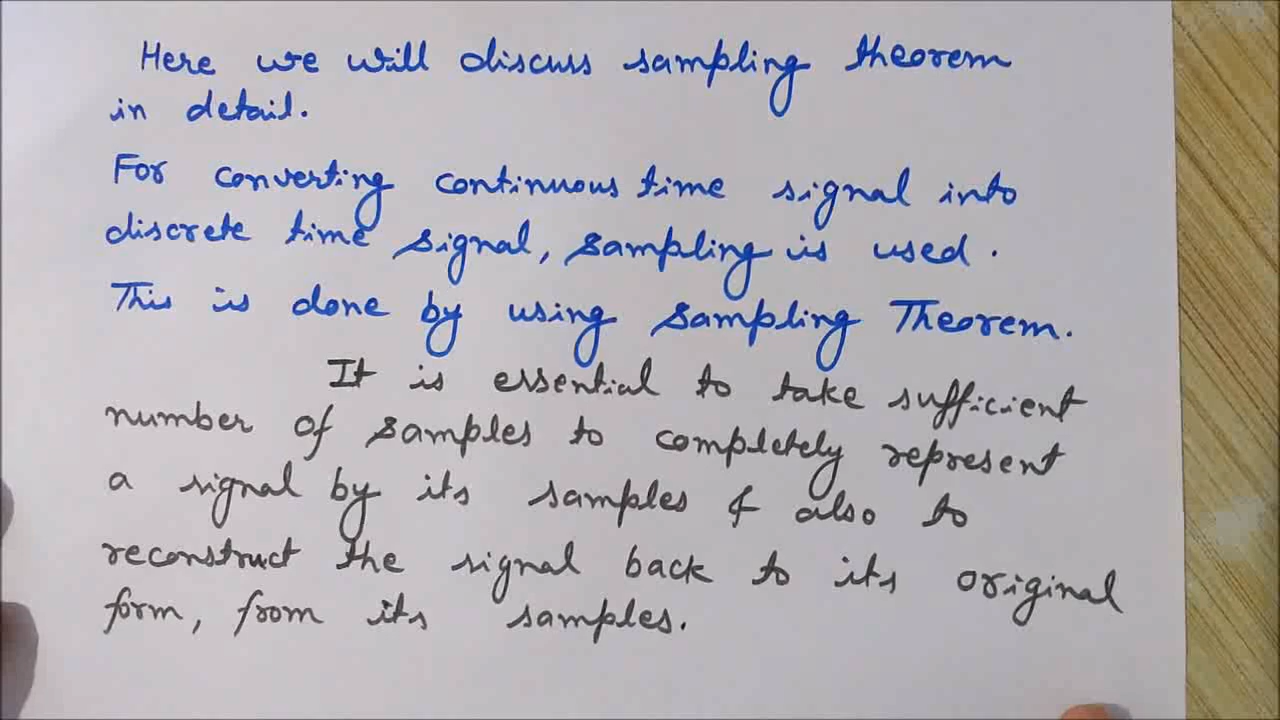 Here we will discuss sampling theorem
in detail.
For converting continuous time signal into
discrete time signal, sampling is used.
This is done by using Sampling Theorem.
It is essential to take sufficient
number of samples to completely represent
a signal by its samples & also to
reconstruct the signal back to its original
form, from its samples.